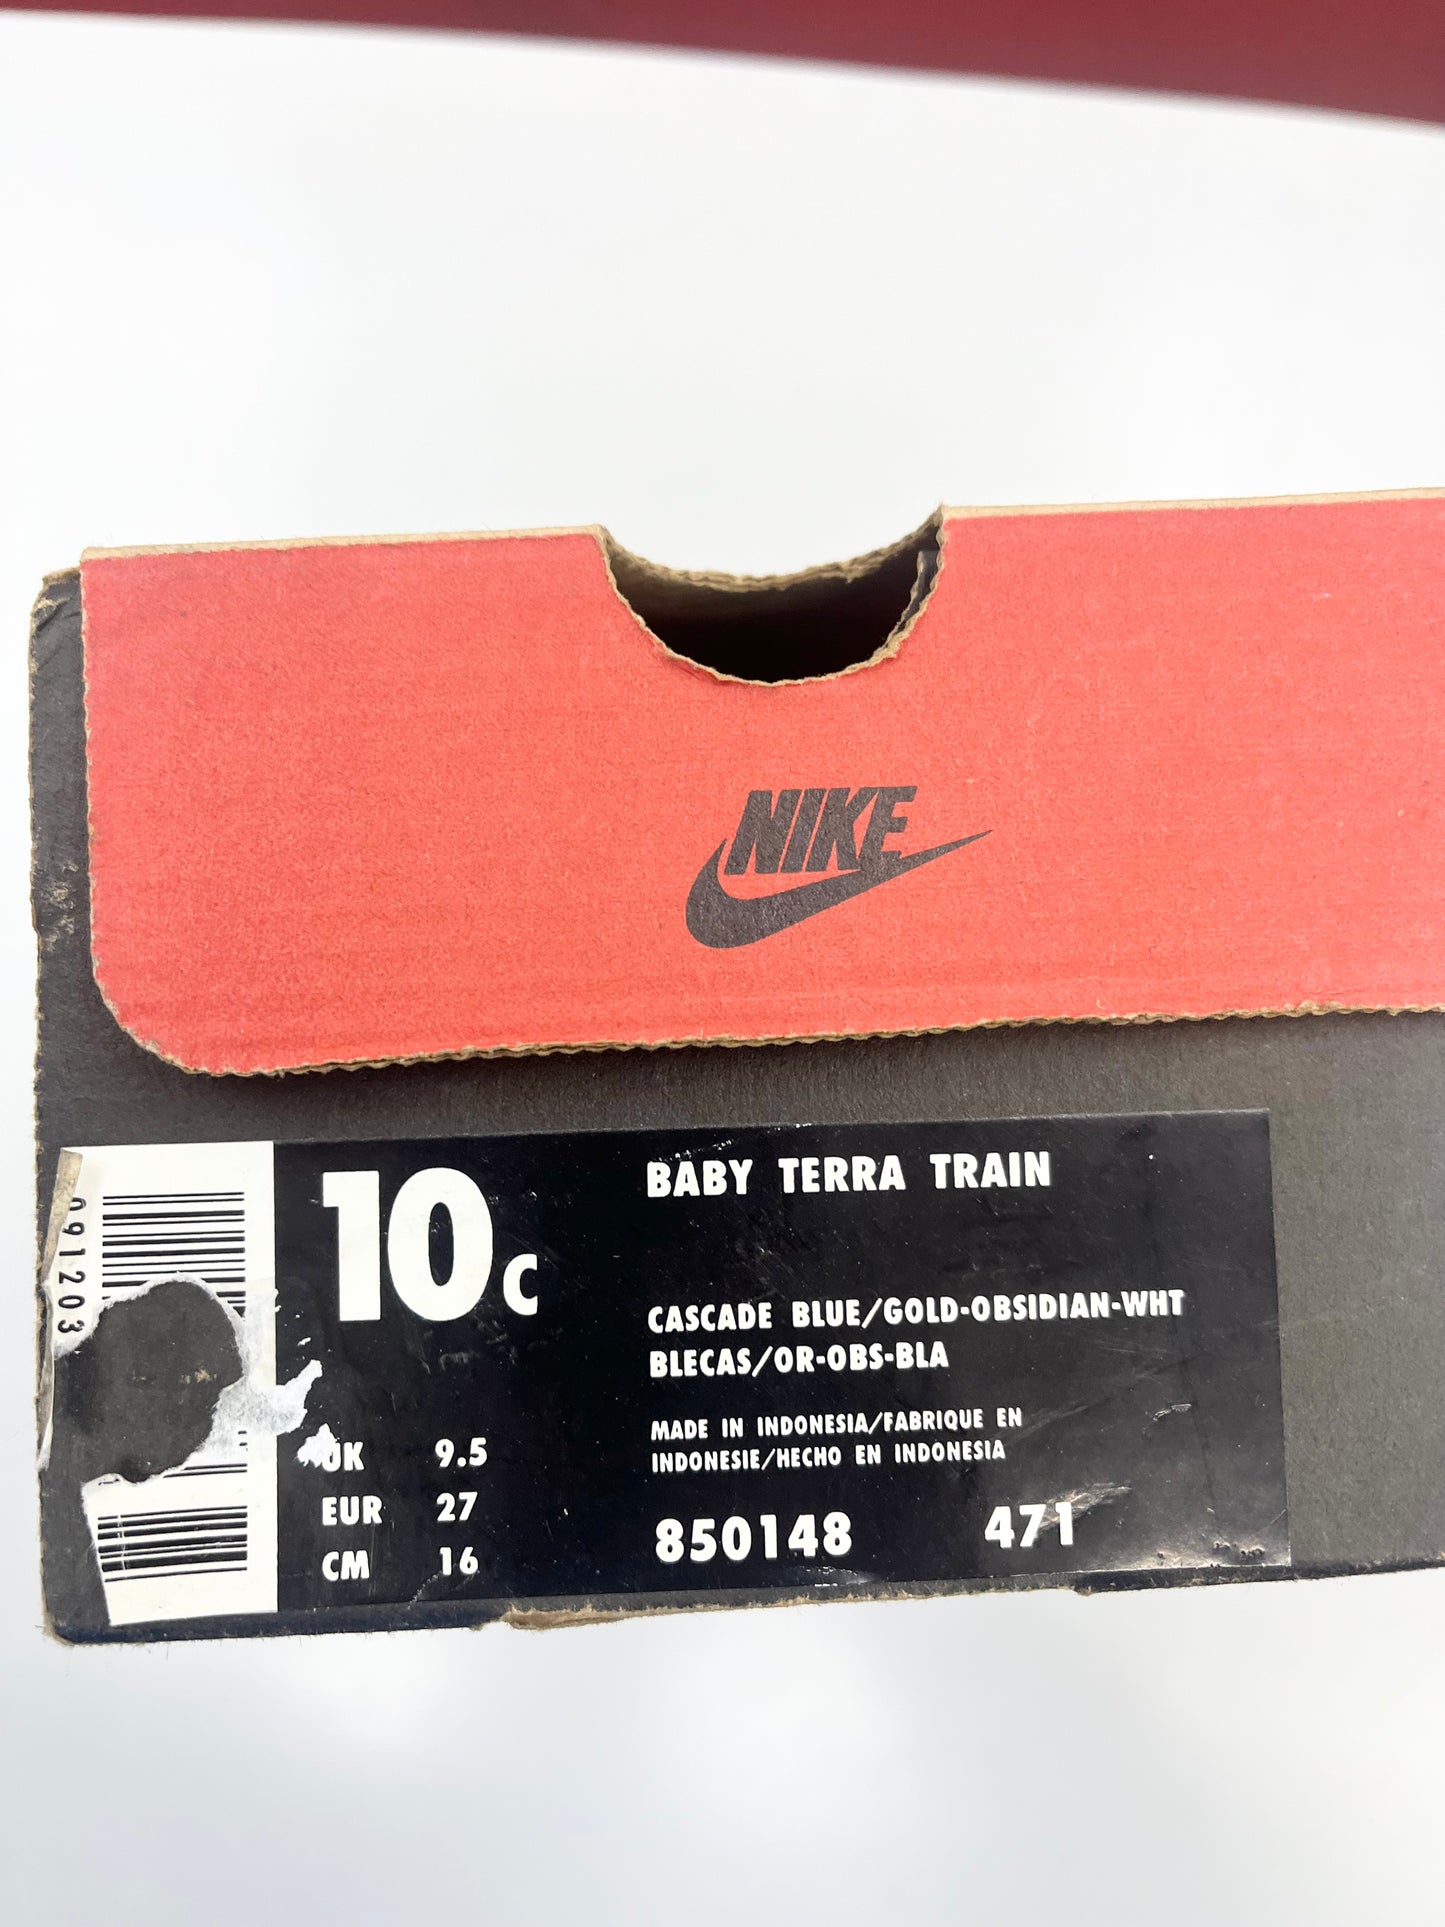 NIKE
10C
BABY TERRA TRAIN
CASCADE BLUE/GOLD-OBSIDIAN-WHT
BLECAS/OR-OBS-BLA
MADE IN INDONESIA/FABRIQUE EN
INDONESIE/HECHO EN INDONESIA
UK 9.5
EUR 27
CM 16
850148 471
091203